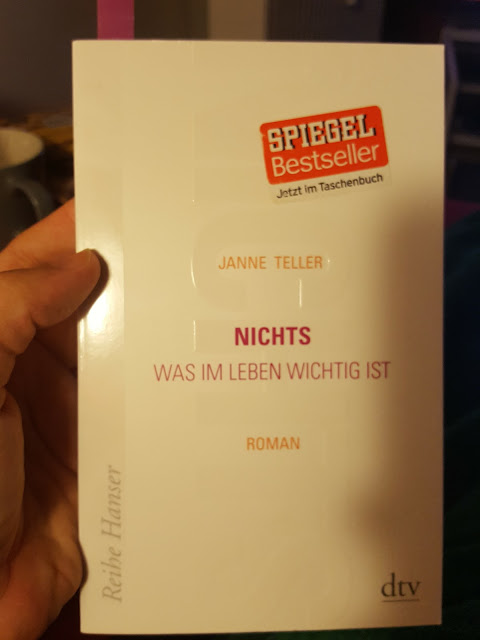 SPIEGEL
Bestseller
Jetzt im Taschenbuch
JANNE TELLER
NICHTS
WAS IM LEBEN WICHTIG IST
ROMAN
Reihe Hanser
dtv